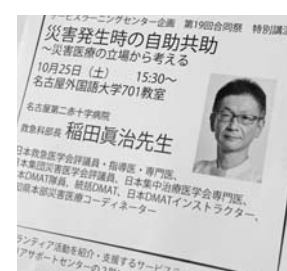 サービスラーニングセンター企画 第19回合同祭 特別講演
災害発生時の自助共助
～災害医療の立場から考える
10月25日（土） 15:30～
名古屋外国語大学701教室
名古屋第二赤十字病院
救急科部長 稲田眞治先生
日本救急医学会評議員・指導医・専門医、
日本集団災害医学会評議員、日本集中治療医学会専門医、
日本DMAT隊員、統括DMAT、日本DMATインストラクター、
知県本部災害医療コーディネーター
ランティア活動を紹介・支援するサービス
リアサポートセンターの2階